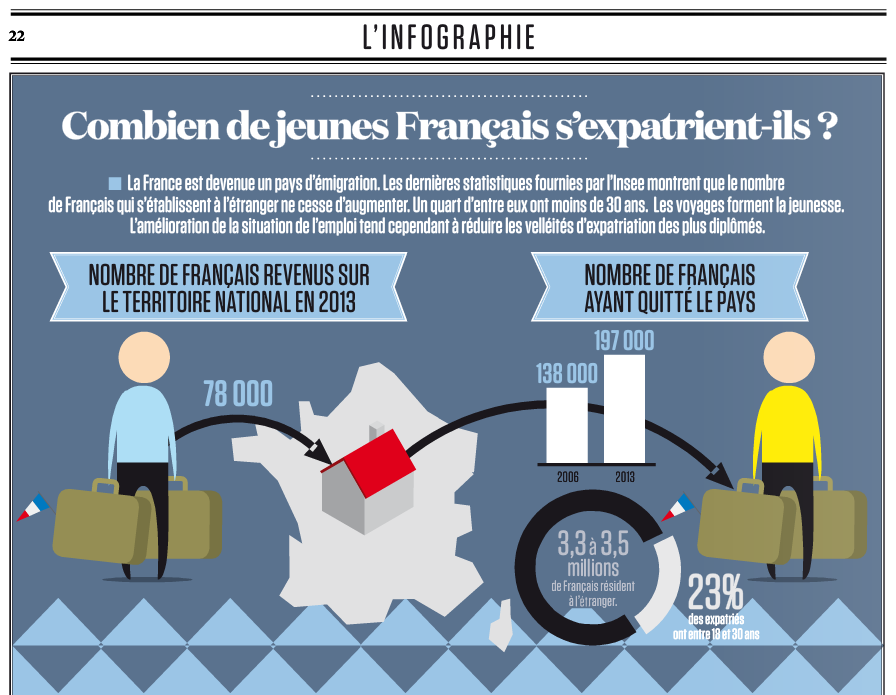 22
L'INFOGRAPHIE
Combien de jeunes Français s'expatrient-ils ?
La France est devenue un pays d'émigration. Les dernières statistiques fournies par l'Insee montrent que le nombre
de Français qui s'établissent à l'étranger ne cesse d'augmenter. Un quart d'entre eux ont moins de 30 ans. Les voyages forment la jeunesse.
L'amélioration de la situation de l'emploi tend cependant à réduire les velléités d'expatriation des plus diplômés.
NOMBRE DE FRANÇAIS REVENUS SUR
LE TERRITOIRE NATIONAL EN 2013
78 000
NOMBRE DE FRANÇAIS
AYANT QUITTÉ LE PAYS
197 000
138 000
2006
2013
3,3 à 3,5
millions
de Français résident
à l'étranger.
23%
des expatriés
ont entre 18 et 30 ans